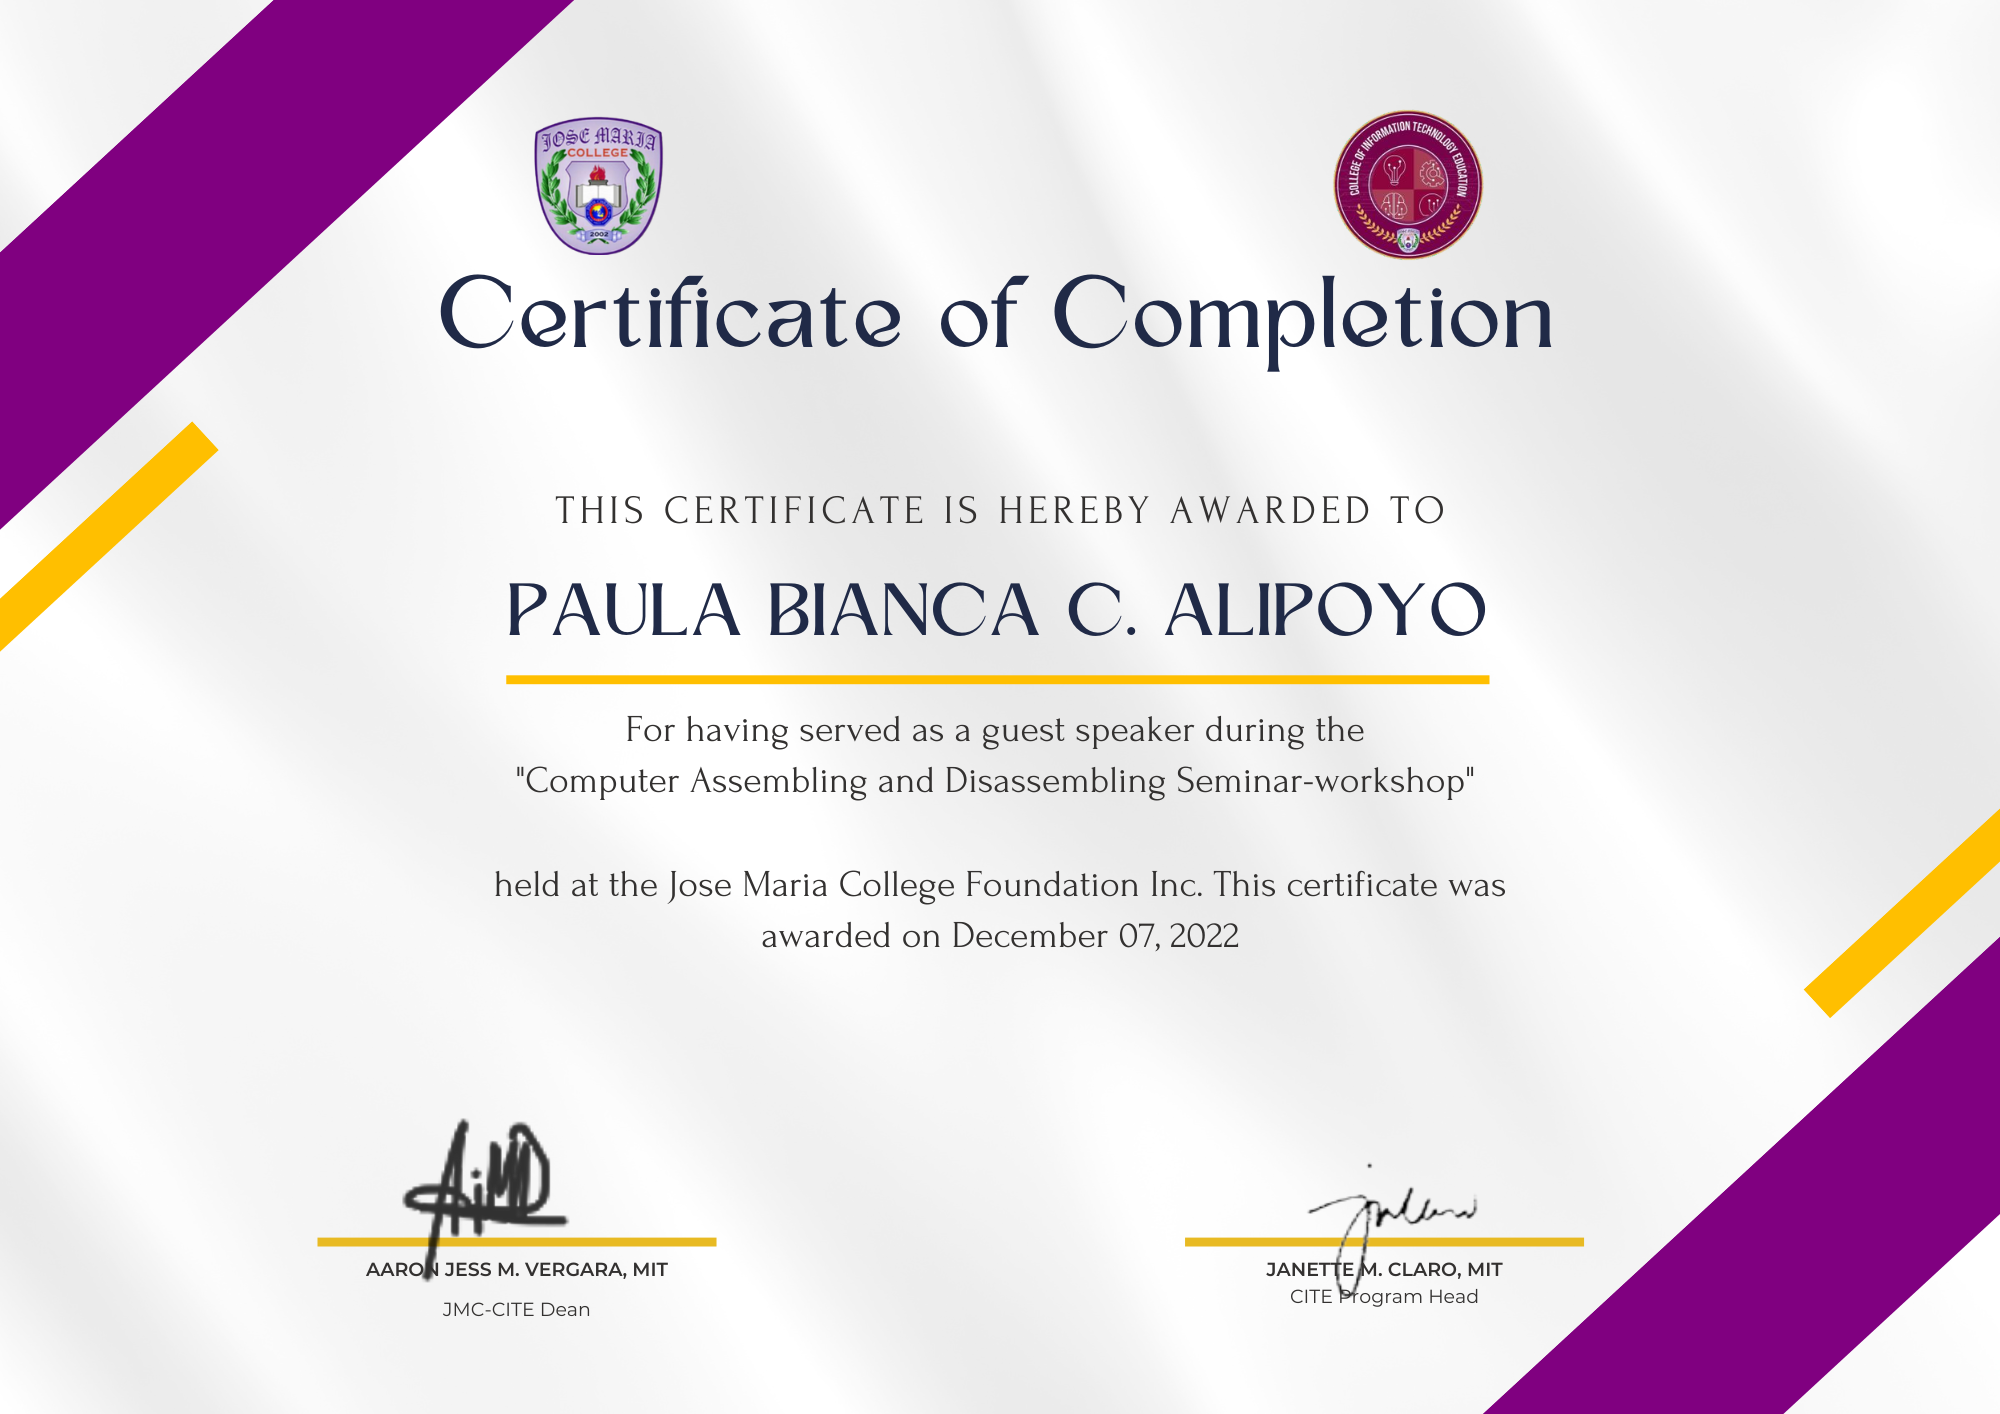 JOSE MARIA
COLLEGE
2002
COLLEGE OF INFORMATION TECHNOLOGY EDUCATION
Certificate of Completion
THIS CERTIFICATE IS HEREBY AWARDED TO
PAULA BIANCA C. ALIPOYO
For having served as a guest speaker during the
"Computer Assembling and Disassembling Seminar-workshop"
held at the Jose Maria College Foundation Inc. This certificate was
awarded on December 07, 2022
AARON JESS M. VERGARA, MIT
JMC-CITE Dean
JANETTE M. CLARO, MIT
CITE Program Head